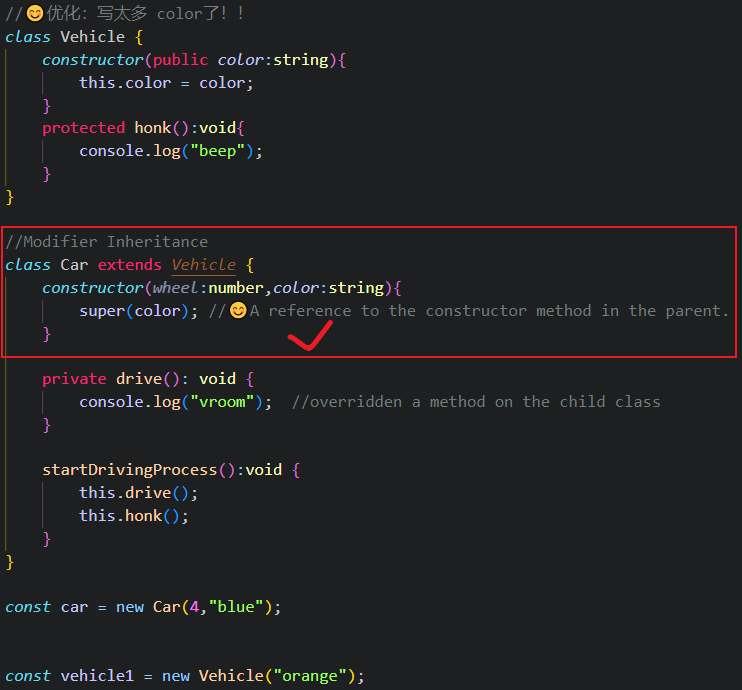 //😊优化：写太多 color了！！
class Vehicle {
constructor(public color:string){
this.color = color;
}
protected honk():void{
console.log("beep");
}
}
//Modifier Inheritance
class Car extends Vehicle {
constructor(wheel:number,color:string){
super(color); //😊A reference to the constructor method in the parent.
}
private drive(): void {
console.log("vroom");  //overridden a method on the child class
}
startDrivingProcess():void {
this.drive();
this.honk();
}
}
const car = new Car(4,"blue");
const vehicle1 = new Vehicle("orange");